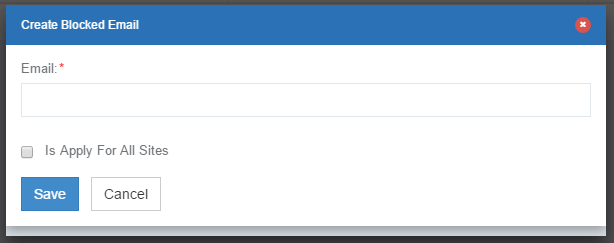 Create Blocked Email
Email:*
Is Apply For All Sites
Save Cancel